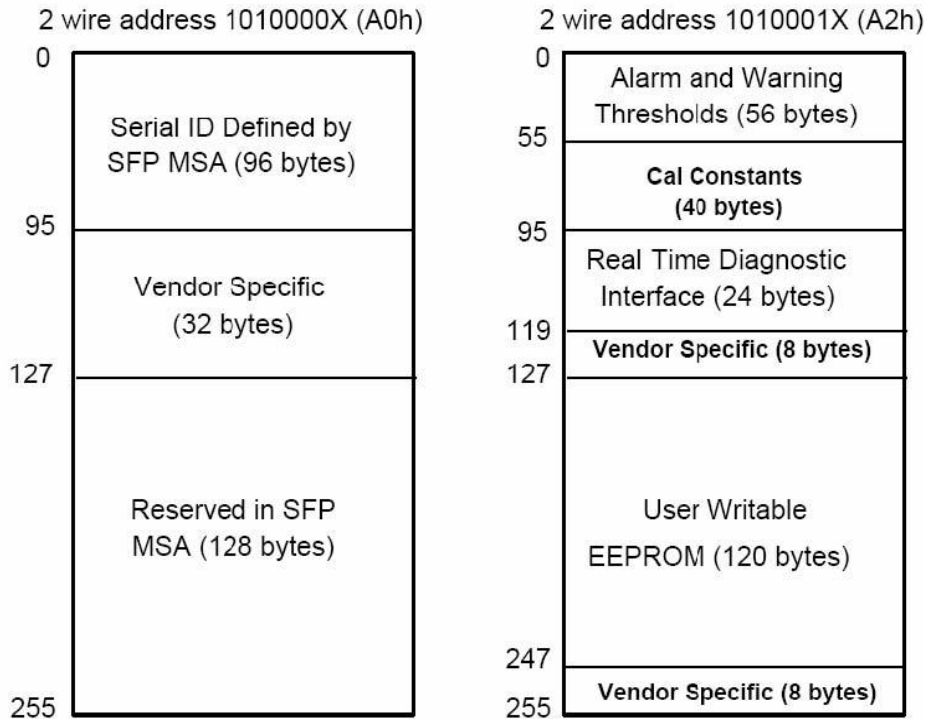 2 wire address 1010000X (A0h)
0
Serial ID Defined by
SFP MSA (96 bytes)
95
Vendor Specific
(32 bytes)
127
Reserved in SFP
MSA (128 bytes)
255
2 wire address 1010001X (A2h)
0
Alarm and Warning
Thresholds (56 bytes)
55
Cal Constants
(40 bytes)
95
Real Time Diagnostic
Interface (24 bytes)
119
Vendor Specific (8 bytes)
127
User Writable
EEPROM (120 bytes)
247
Vendor Specific (8 bytes)
255